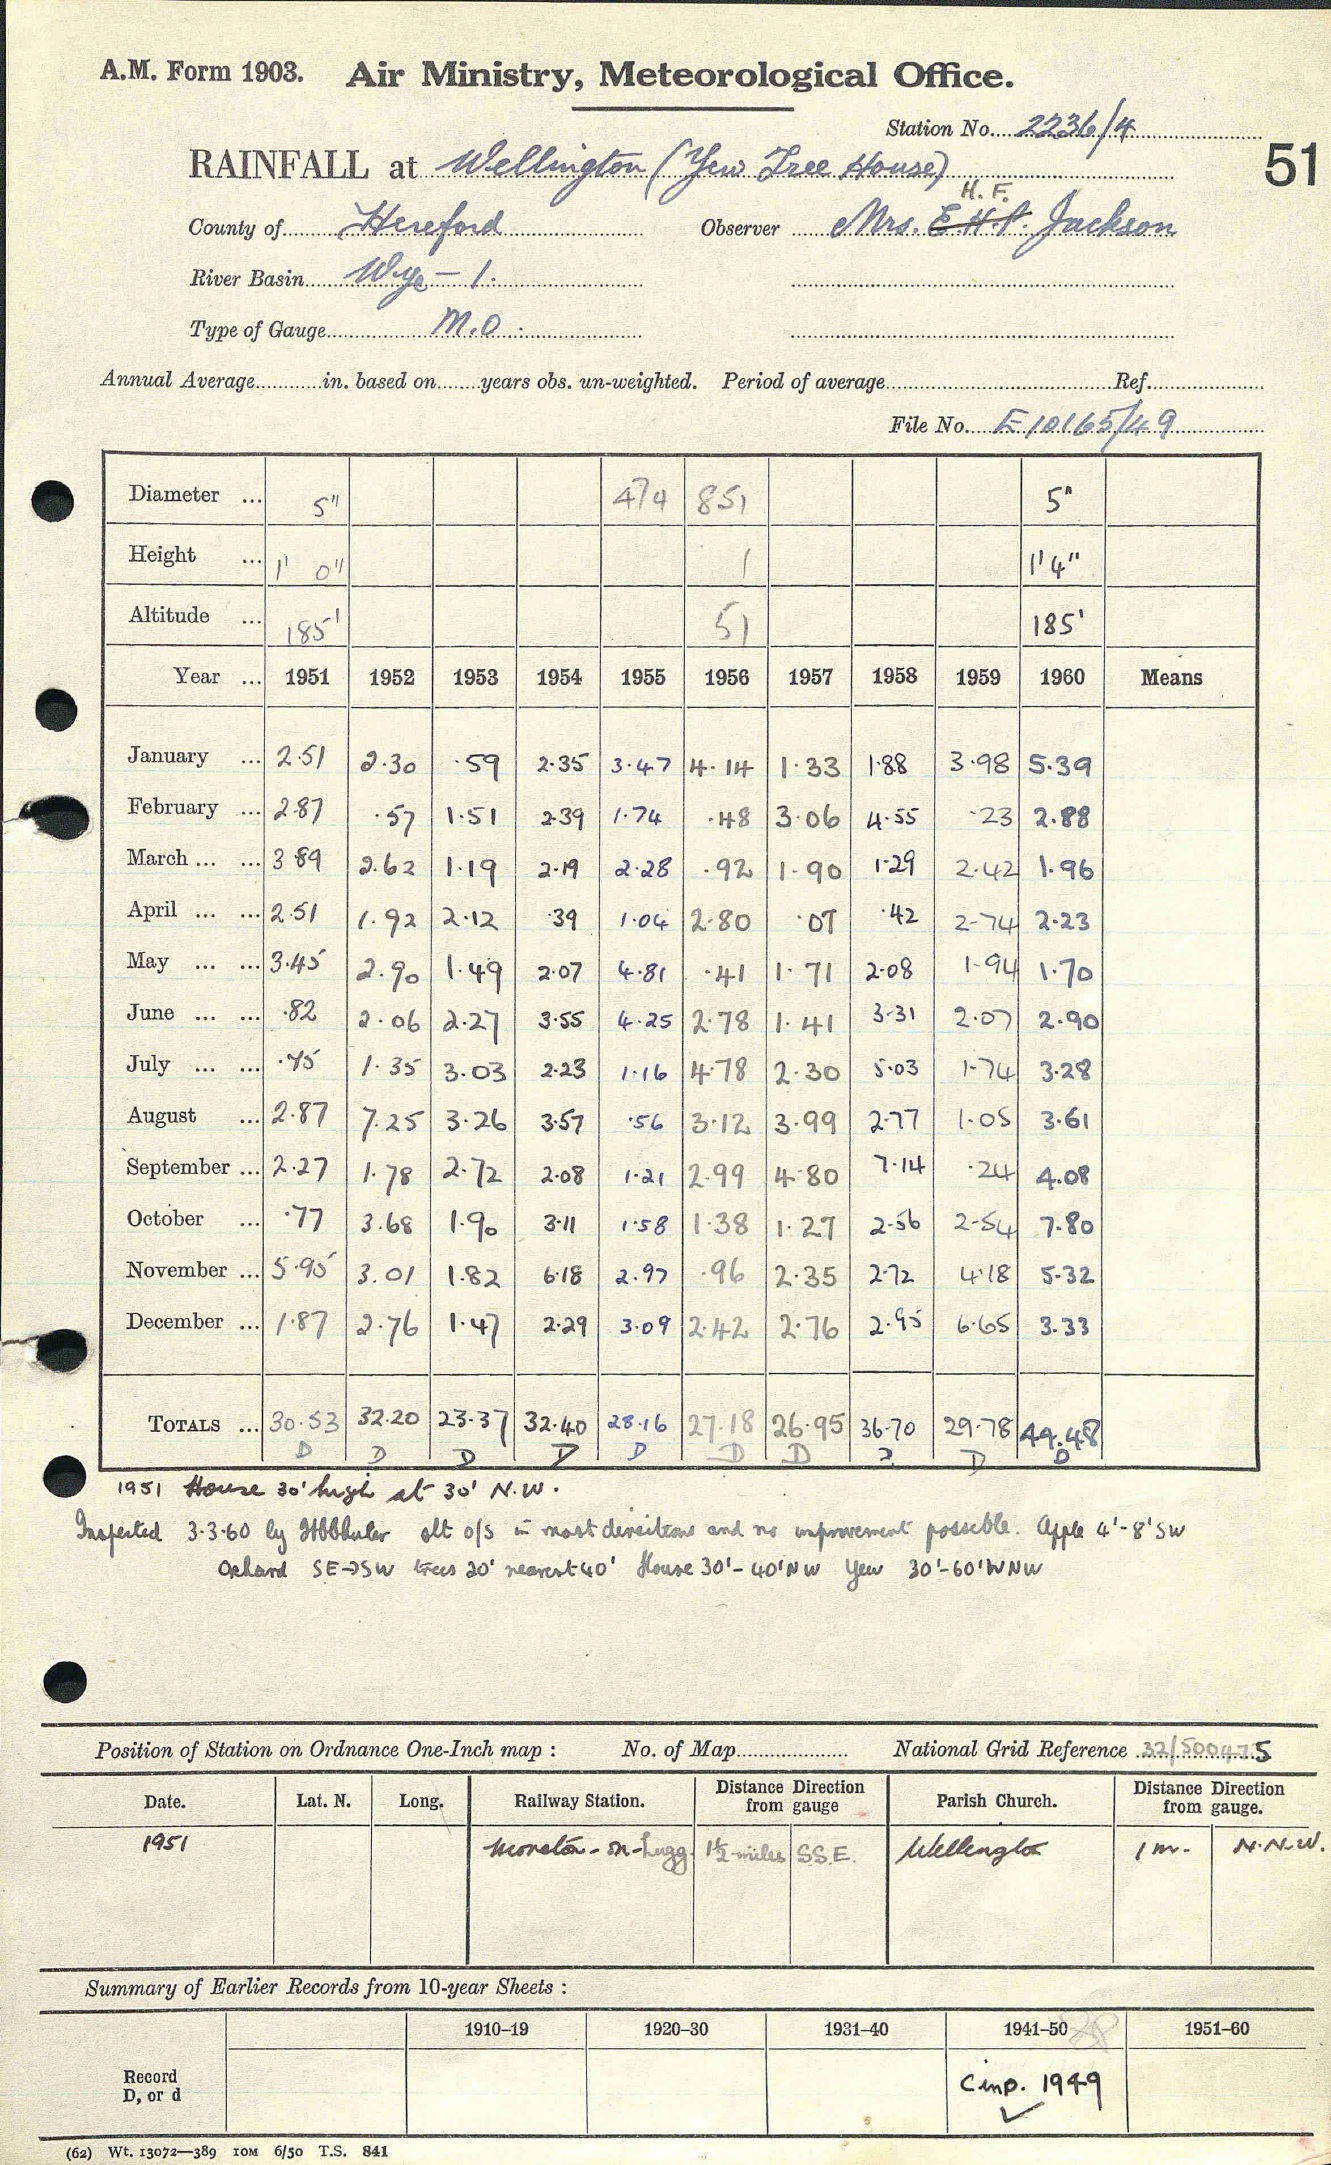 A.M. Form 1903. Air Ministry, Meteorological Office.
Station No. 2236/4
RAINFALL at Wellington (Yew Tree House)
51
H.F.
County of Hereford Observer Mrs. E.H.P. Jackson
River Basin Wye – 1.
Type of Gauge M.O.
Annual Average in. based on years obs. un-weighted. Period of average Ref.
File No. E10165/49
Diameter ... 5" 474 851 5"
Height ... 1' 0" 1 1'4"
Altitude ... 185' 51 185'
Year ... 1951 1952 1953 1954 1955 1956 1957 1958 1959 1960 Means
January ... 2.51 2.30 .59 2.35 3.47 4.14 1.33 1.88 3.98 5.39
February ... 2.87 .57 1.51 2.39 1.74 .48 3.06 4.55 .23 2.88
March ... ... 3.89 2.62 1.19 2.19 2.28 .92 1.90 1.29 2.42 1.96
April ... ... 2.51 1.92 2.12 .39 1.04 2.80 .07 .42 2.74 2.23
May ... ... 3.45 2.90 1.49 2.07 4.81 .41 1.71 2.08 1.94 1.70
June ... ... .82 2.06 2.27 3.55 4.25 2.78 1.41 3.31 2.07 2.90
July ... ... .75 1.35 3.03 2.23 1.16 4.78 2.30 5.03 1.74 3.28
August ... 2.87 7.25 3.26 3.57 .56 3.12 3.99 2.77 1.05 3.61
September ... 2.27 1.78 2.72 2.08 1.21 2.99 4.80 7.14 .24 4.08
October ... .77 3.68 1.90 3.11 1.58 1.38 1.27 2.56 2.54 7.80
November ... 5.95 3.01 1.82 6.18 2.97 .96 2.35 2.72 4.18 5.32
December ... 1.87 2.76 1.47 2.29 3.09 2.42 2.76 2.95 6.65 3.33
TOTALS ... 30.53 32.20 23.37 32.40 28.16 27.18 26.95 36.70 29.78 44.48
D D D D D D D D D D
1951 House 30' high at 30' N.W.
Inspected 3.3.60 by alt o/s in most directions and no improvement possible. Apple 4'-8' SW
Orchard SE→SW trees 20' nearest 40' House 30'-40' NW Yew 30'-60' WNW
Position of Station on Ordnance One-Inch map : No. of Map National Grid Reference 32/500475
Date. Lat. N. Long. Railway Station. Distance Direction from gauge Parish Church. Distance Direction from gauge.
1951 Moreton-on-Lugg 1½ miles S.S.E. Wellington 1 m. N.N.W.
Summary of Earlier Records from 10-year Sheets :
1910–19 1920–30 1931–40 1941–50 1951–60
Record
D, or d
Cinp. 1949
(62) Wt. 13072—389 10M 6/50 T.S. 841